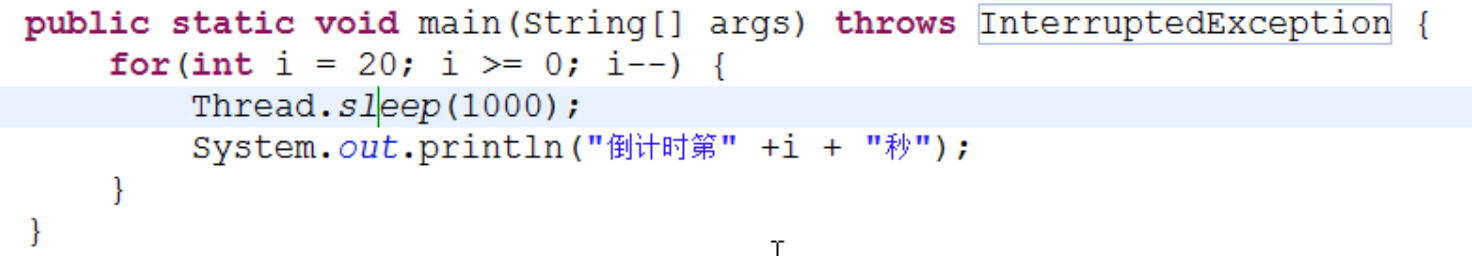 public static void main(String[] args) throws InterruptedException {
for(int i = 20; i >= 0; i--) {
Thread.sleep(1000);
System.out.println("倒计时第" +i + "秒");
}
}